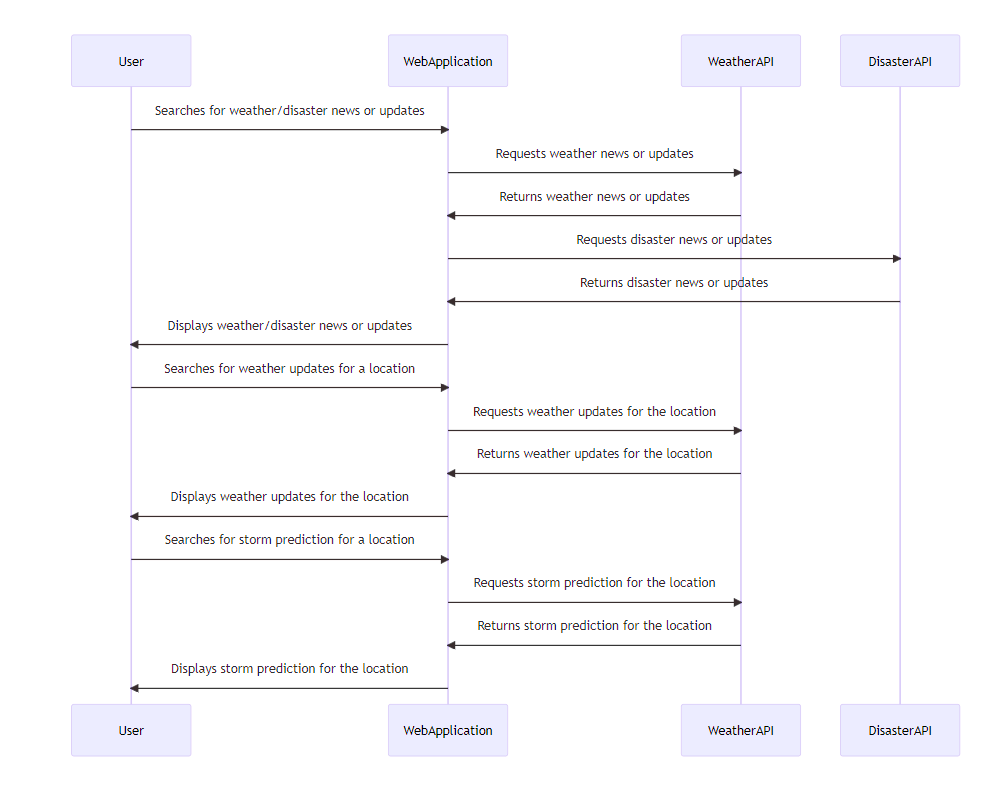 User
WebApplication
WeatherAPI
DisasterAPI
Searches for weather/disaster news or updates
Requests weather news or updates
Returns weather news or updates
Requests disaster news or updates
Returns disaster news or updates
Displays weather/disaster news or updates
Searches for weather updates for a location
Requests weather updates for the location
Returns weather updates for the location
Displays weather updates for the location
Searches for storm prediction for a location
Requests storm prediction for the location
Returns storm prediction for the location
Displays storm prediction for the location
User
WebApplication
WeatherAPI
DisasterAPI